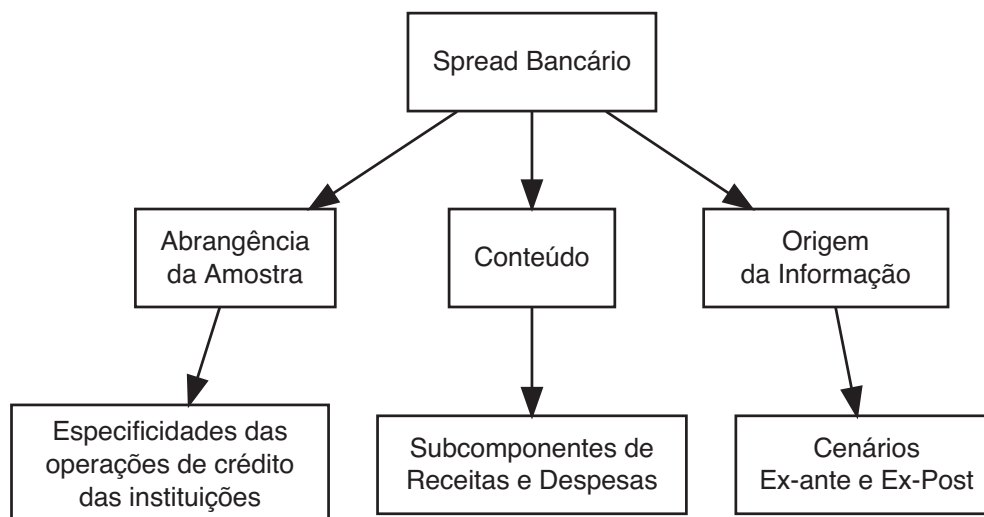 Spread Bancário
Abrangência
da Amostra
Conteúdo
Origem
da Informação
Especificidades das
operações de crédito
das instituições
Subcomponentes de
Receitas e Despesas
Cenários
Ex-ante e Ex-Post